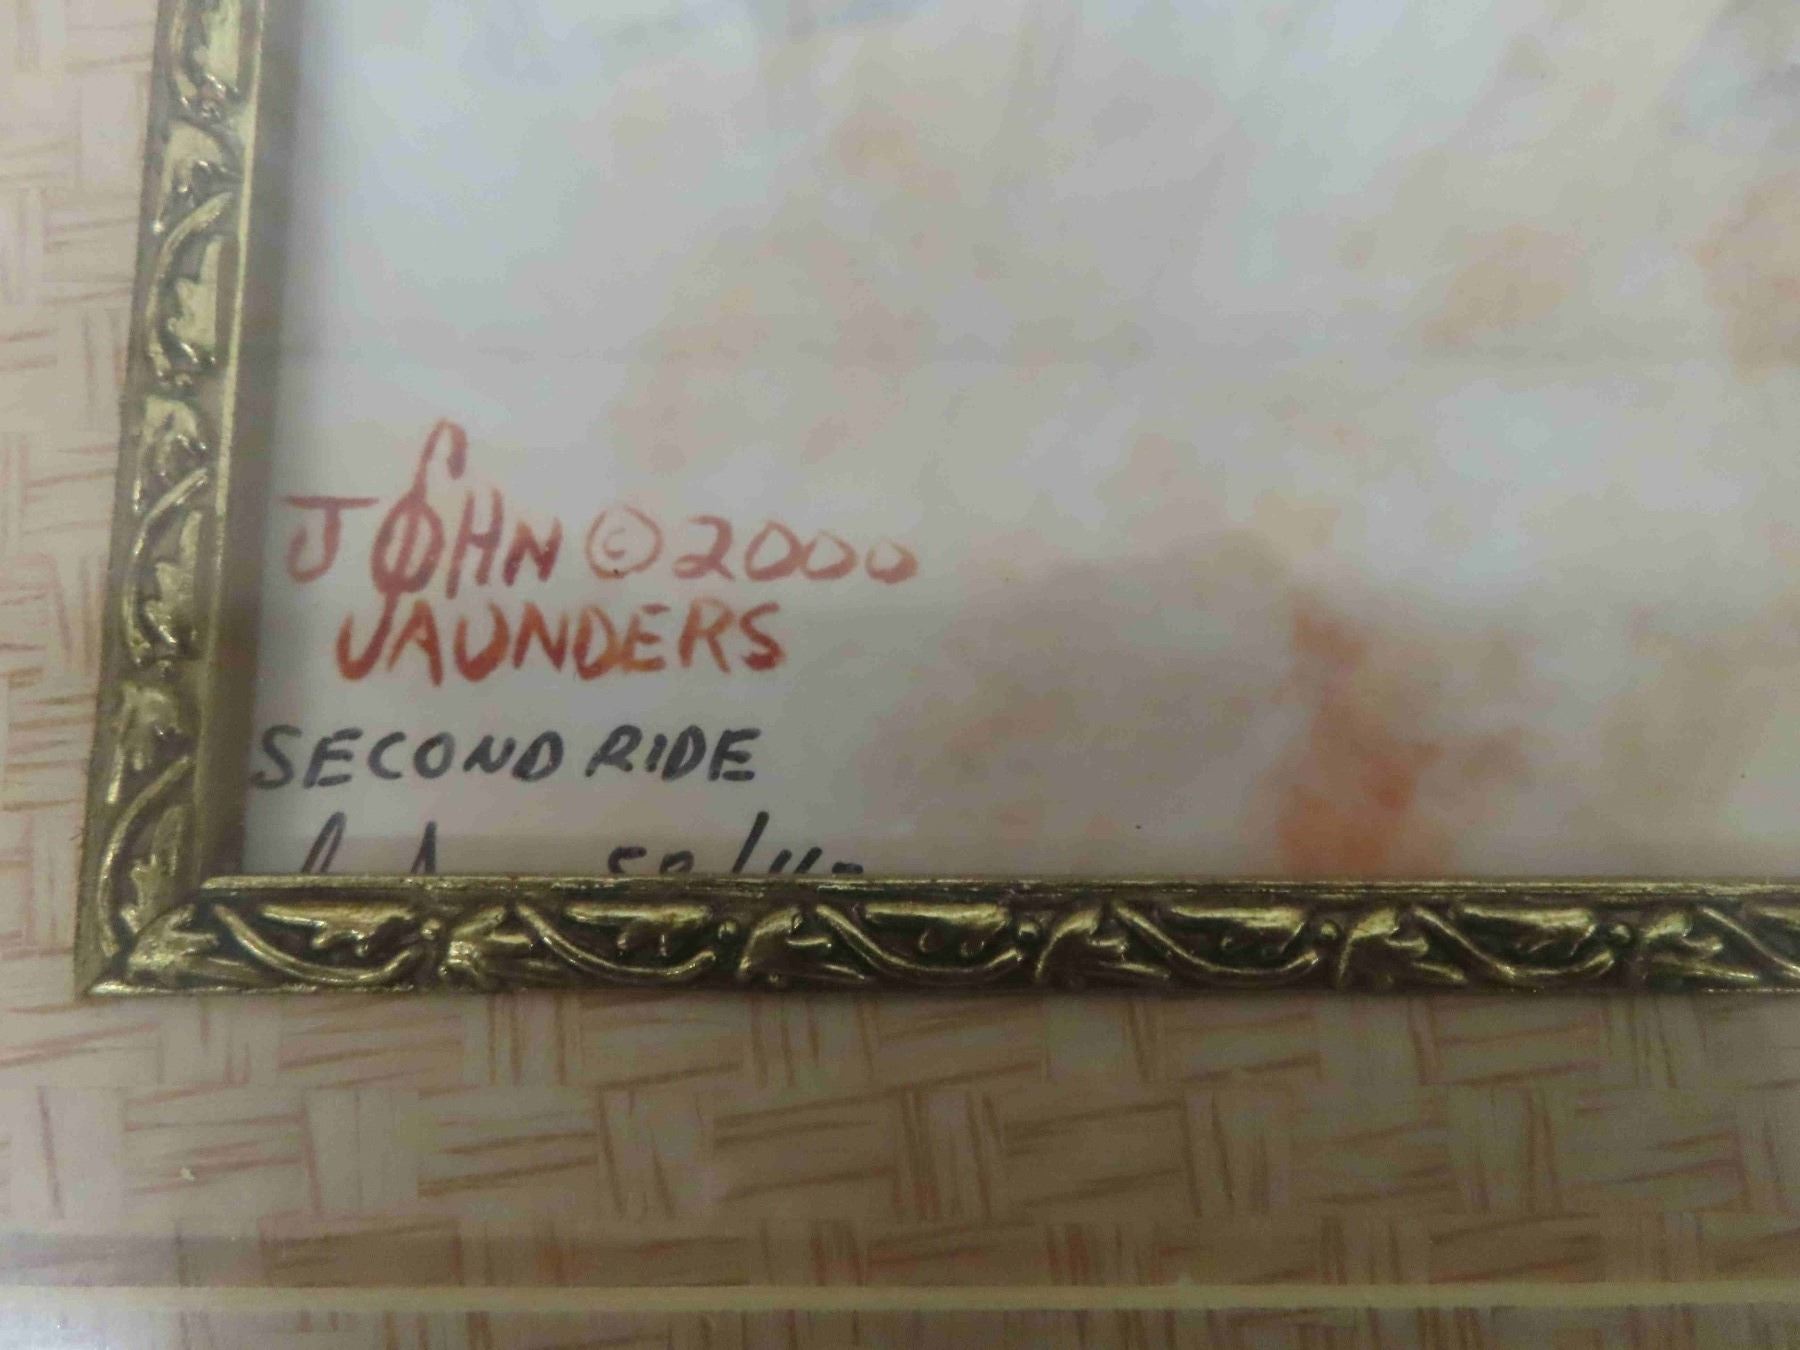 JOHN © 2000
SAUNDERS
SECOND RIDE